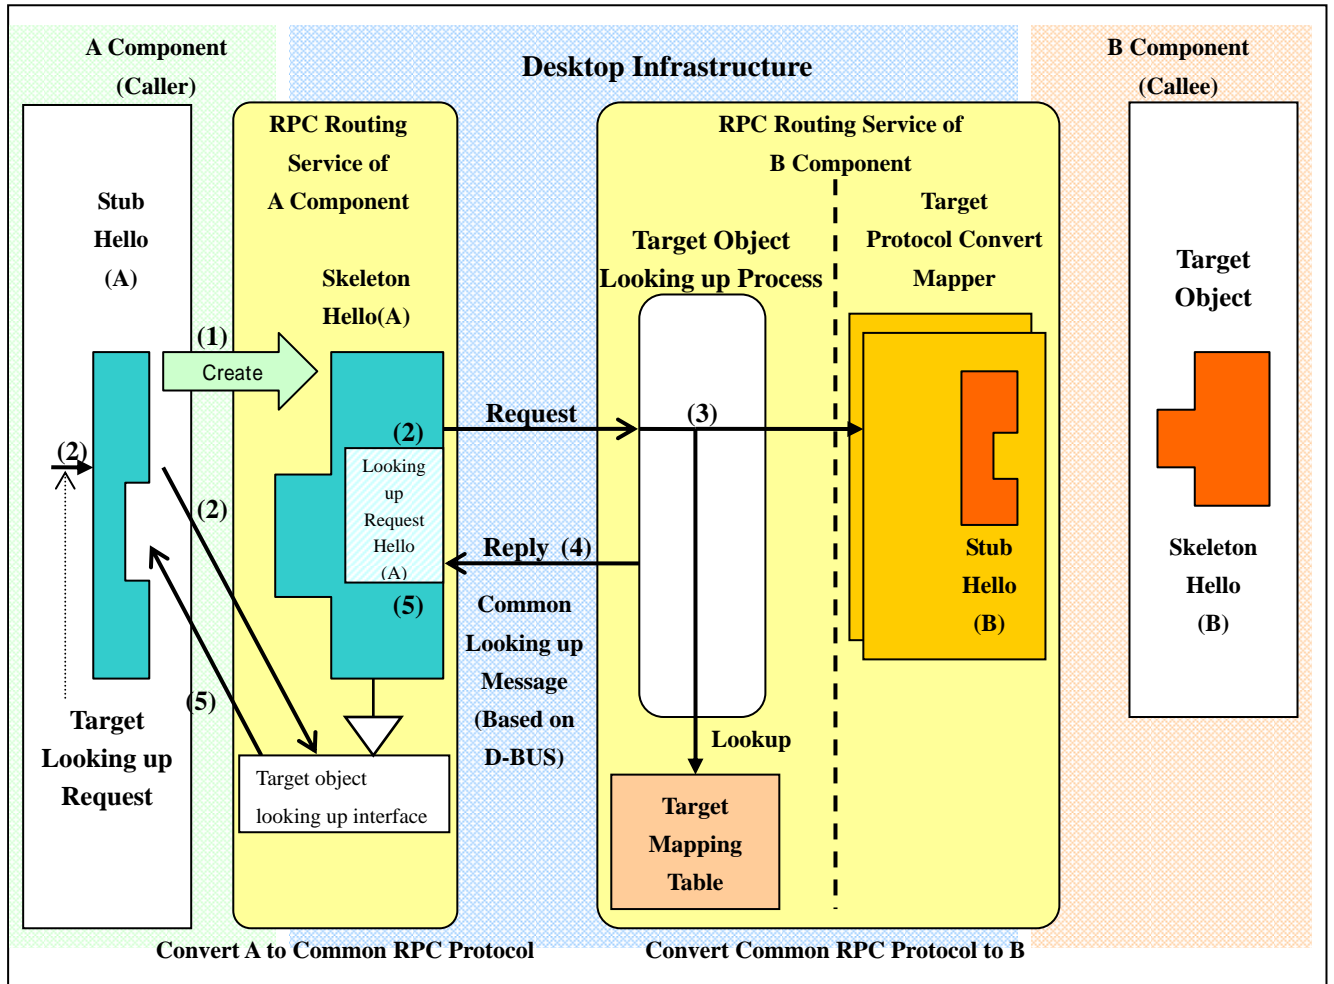 A Component
(Caller)
Desktop Infrastructure
B Component
(Callee)
RPC Routing
Service of
A Component
RPC Routing Service of
B Component
Stub
Hello
(A)
Skeleton
Hello(A)
Target Object
Looking up Process
Target
Protocol Convert
Mapper
Target
Object
(1)
Create
(2)
(2)
(2)
Looking
up
Request
Hello
(A)
(5)
Request
(3)
Reply (4)
Common
Looking up
Message
(Based on
D-BUS)
Stub
Hello
(B)
Skeleton
Hello
(B)
(5)
Target
Looking up
Request
Target object
looking up interface
Lookup
Target
Mapping
Table
Convert A to Common RPC Protocol
Convert Common RPC Protocol to B